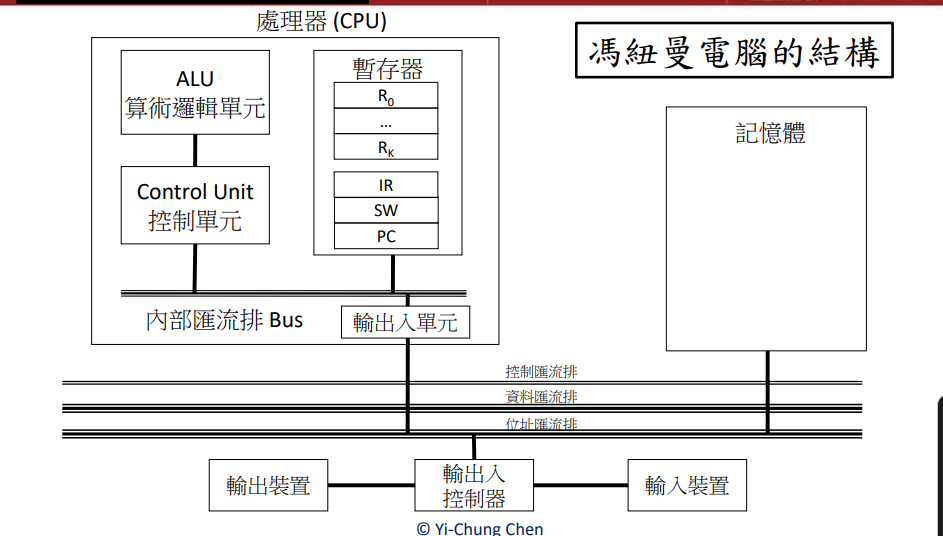 處理器 (CPU)
馮紐曼電腦的結構
ALU
算術邏輯單元
Control Unit
控制單元
暫存器
R0
...
RK
IR
SW
PC
內部匯流排 Bus
輸出入單元
記憶體
控制匯流排
資料匯流排
位址匯流排
輸出裝置
輸出入
控制器
輸入裝置
© Yi-Chung Chen